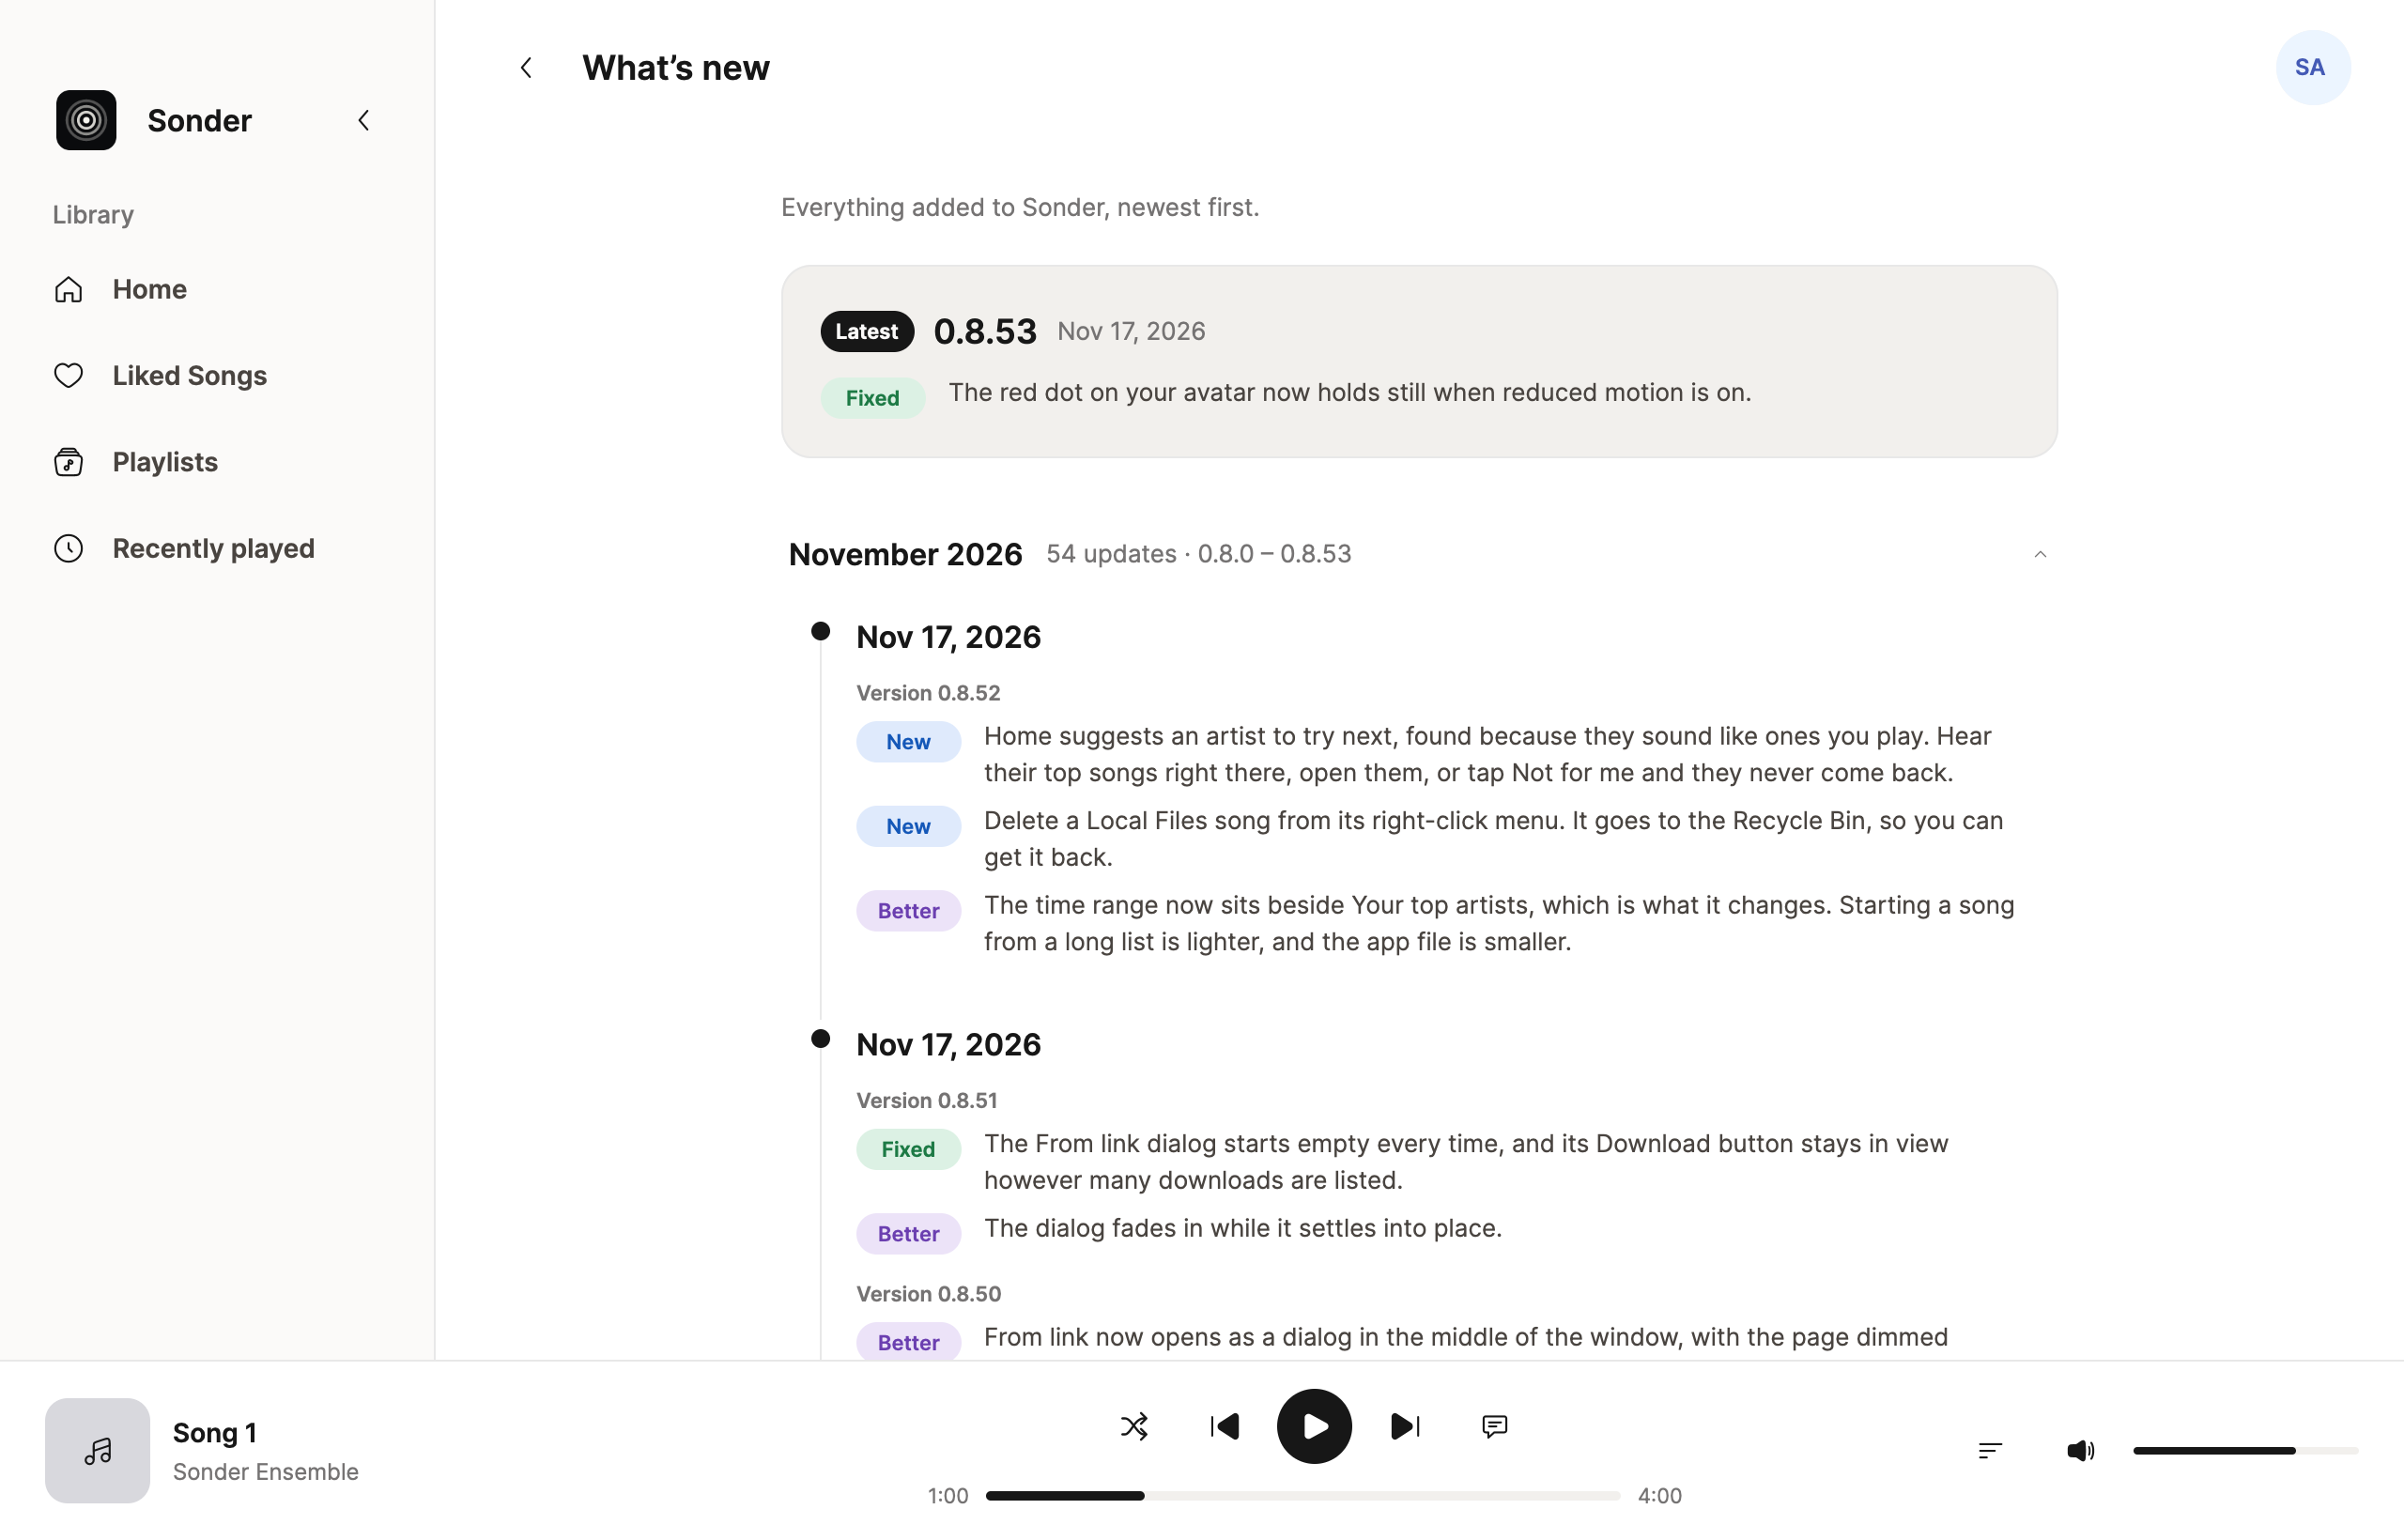 Sonder
Library
Home
Liked Songs
Playlists
Recently played
What’s new
SA
Everything added to Sonder, newest first.
Latest 0.8.53 Nov 17, 2026
Fixed The red dot on your avatar now holds still when reduced motion is on.
November 2026 54 updates · 0.8.0 – 0.8.53
Nov 17, 2026
Version 0.8.52
New Home suggests an artist to try next, found because they sound like ones you play. Hear
their top songs right there, open them, or tap Not for me and they never come back.
New Delete a Local Files song from its right-click menu. It goes to the Recycle Bin, so you can
get it back.
Better The time range now sits beside Your top artists, which is what it changes. Starting a song
from a long list is lighter, and the app file is smaller.
Nov 17, 2026
Version 0.8.51
Fixed The From link dialog starts empty every time, and its Download button stays in view
however many downloads are listed.
Better The dialog fades in while it settles into place.
Version 0.8.50
Better From link now opens as a dialog in the middle of the window, with the page dimmed
Song 1
Sonder Ensemble
1:00
4:00